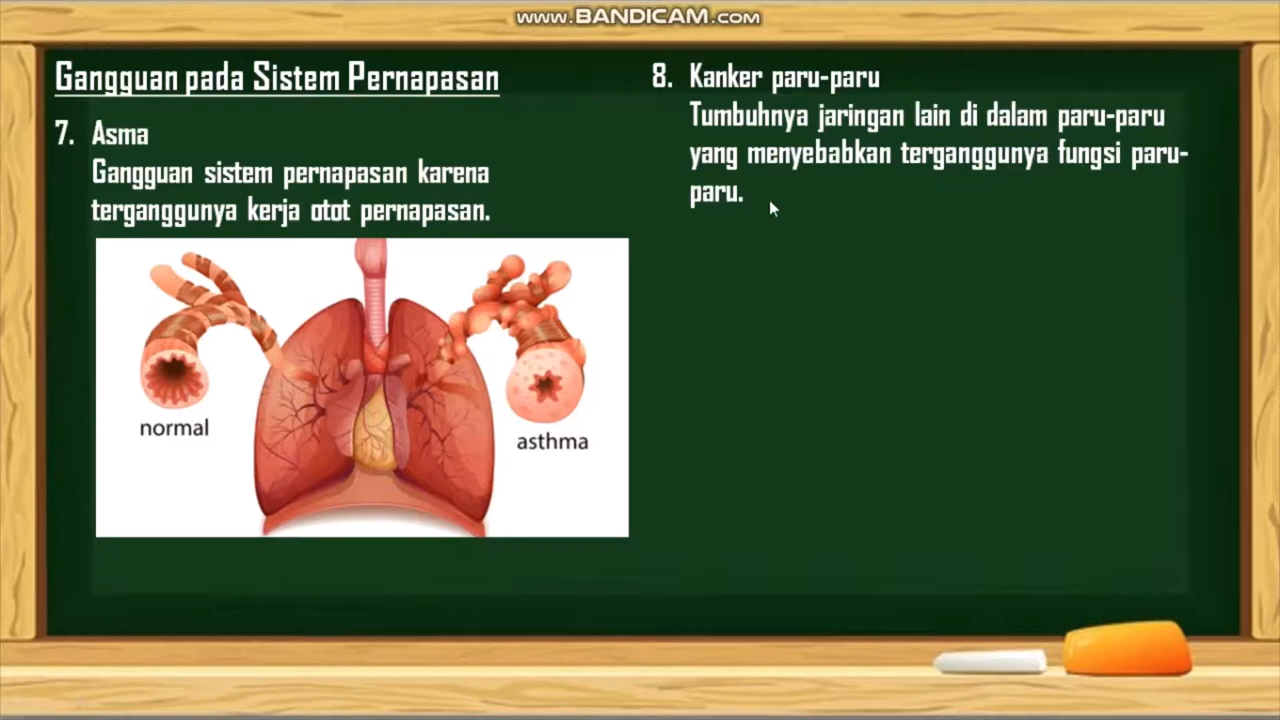 www.BANDICAM.com
Gangguan pada Sistem Pernapasan
7. Asma
Gangguan sistem pernapasan karena
terganggunya kerja otot pernapasan.
normal
asthma
8. Kanker paru-paru
Tumbuhnya jaringan lain di dalam paru-paru
yang menyebabkan terganggunya fungsi paru-
paru.